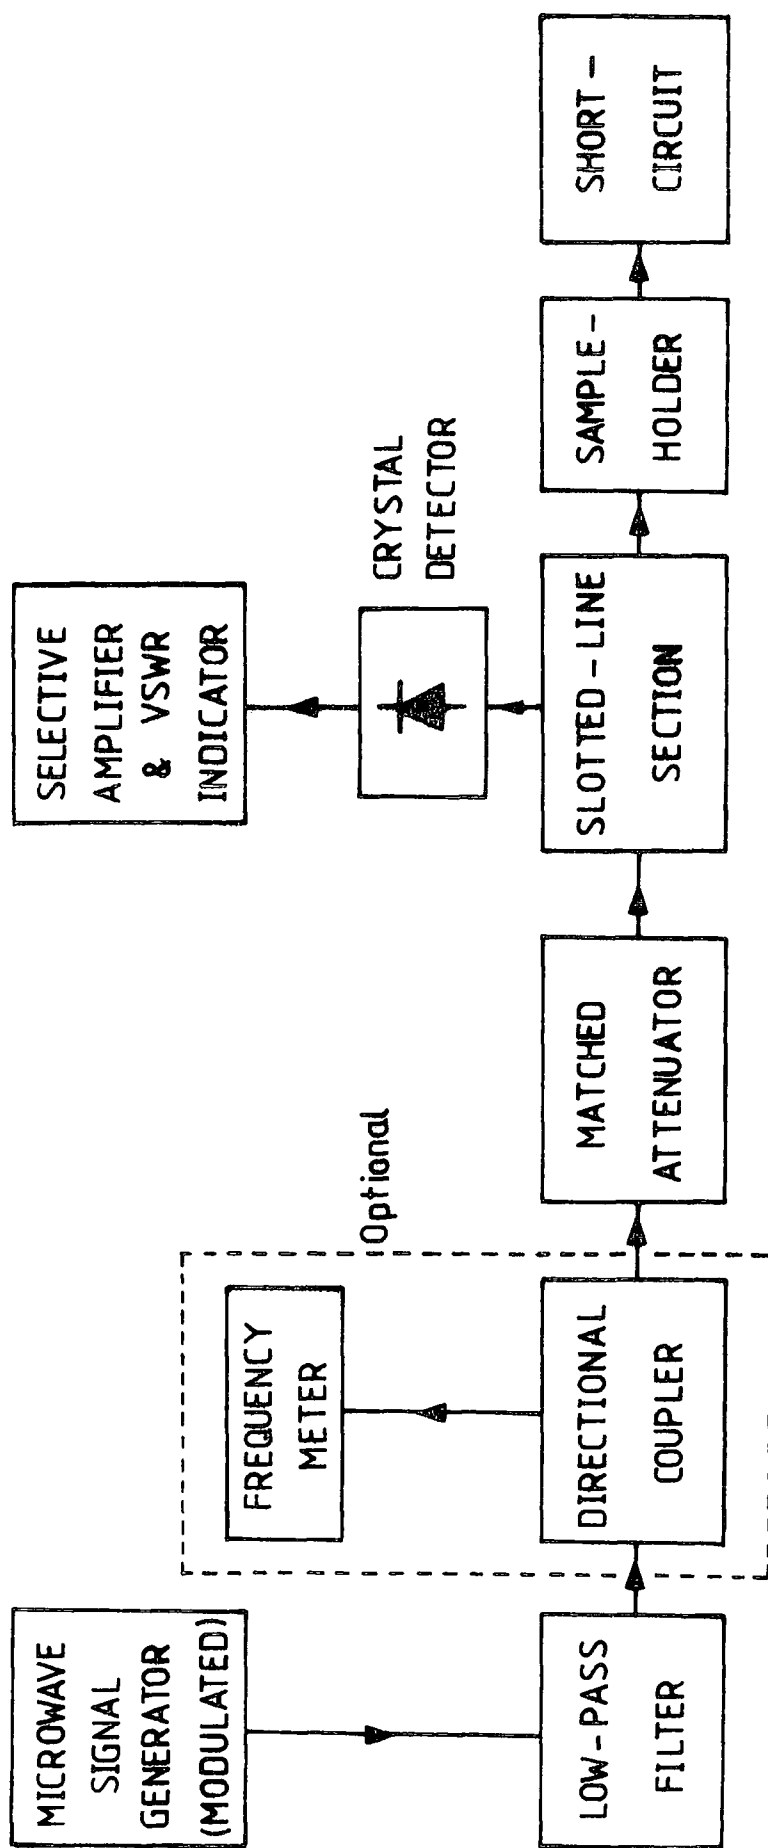 MICROWAVE
SIGNAL
GENERATOR
(MODULATED)
LOW-PASS
FILTER
FREQUENCY
METER
DIRECTIONAL
COUPLER
Optional
MATCHED
ATTENUATOR
SELECTIVE
AMPLIFIER
& VSWR
INDICATOR
CRYSTAL
DETECTOR
SLOTTED-LINE
SECTION
SAMPLE-
HOLDER
SHORT-
CIRCUIT